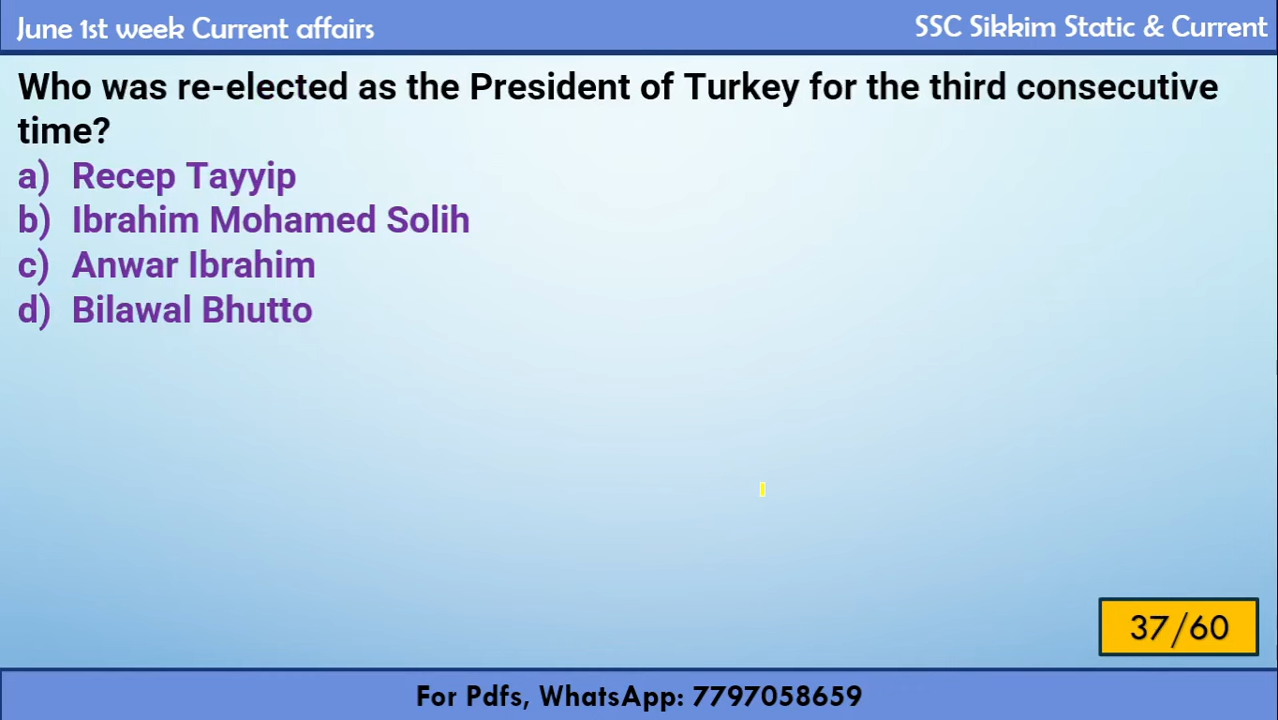 June 1st week Current affairs
SSC Sikkim Static & Current
Who was re-elected as the President of Turkey for the third consecutive
time?
a) Recep Tayyip
b) Ibrahim Mohamed Solih
c) Anwar Ibrahim
d) Bilawal Bhutto
37/60
For Pdfs, WhatsApp: 7797058659